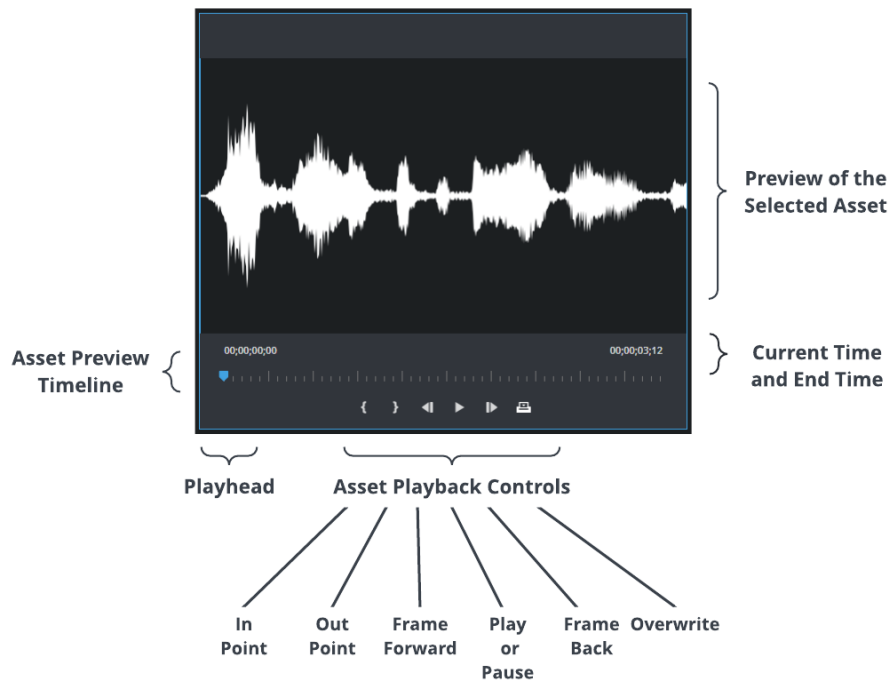 Preview of the
Selected Asset
00;00;00;00
00;00;03;12
Asset Preview
Timeline
Current Time
and End Time
{ }
Playhead
Asset Playback Controls
In
Point
Out
Point
Frame
Forward
Play
or
Pause
Frame
Back
Overwrite